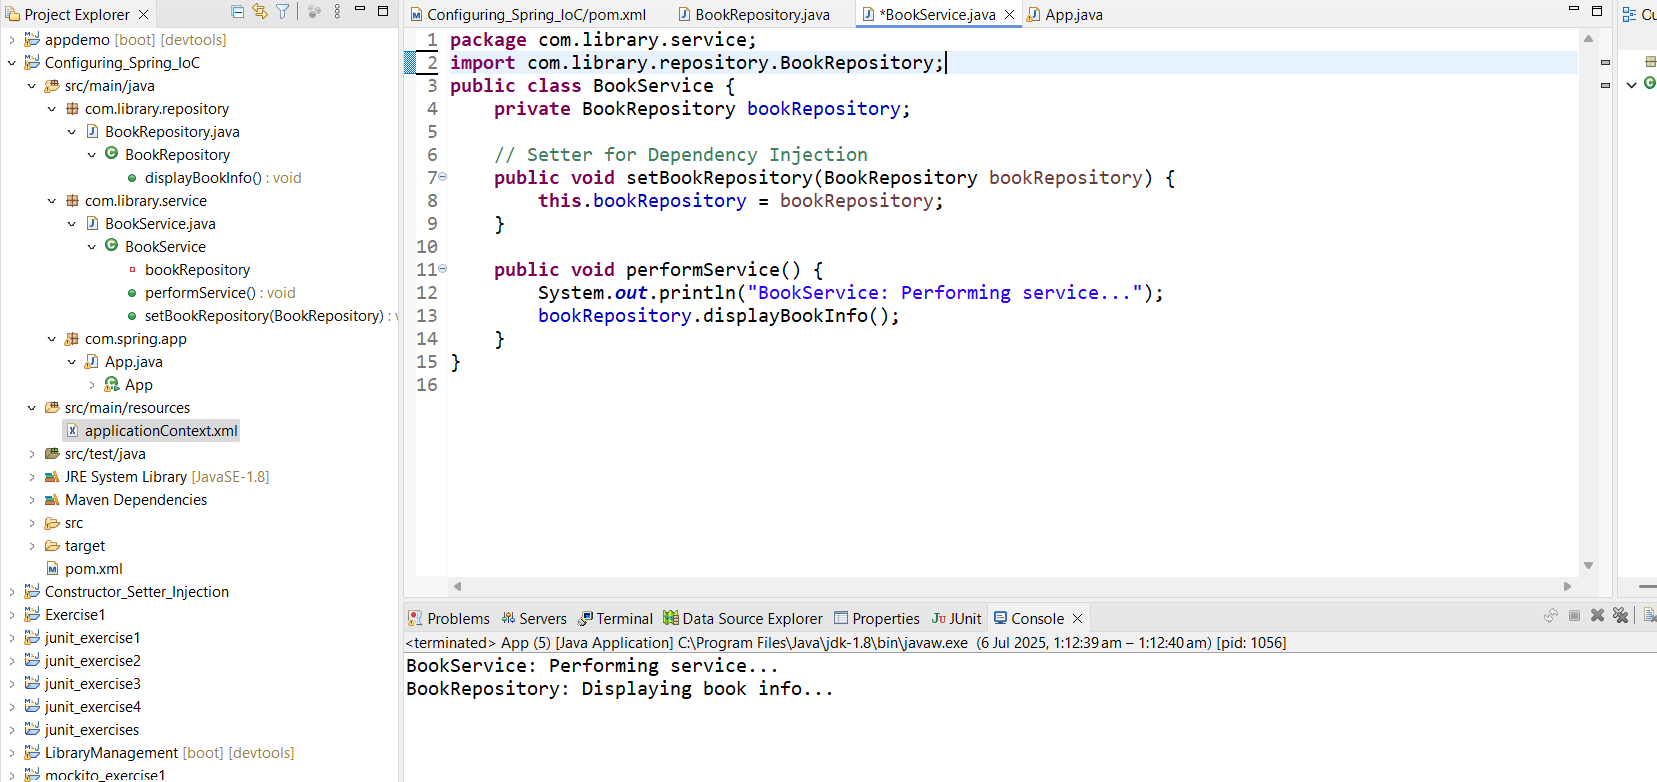 Project Explorer
appdemo [boot] [devtools]
Configuring_Spring_IoC
src/main/java
com.library.repository
BookRepository.java
BookRepository
displayBookInfo() : void
com.library.service
BookService.java
BookService
bookRepository
performService() : void
setBookRepository(BookRepository) :
com.spring.app
App.java
App
src/main/resources
applicationContext.xml
src/test/java
JRE System Library [JavaSE-1.8]
Maven Dependencies
src
target
pom.xml
Constructor_Setter_Injection
Exercise1
junit_exercise1
junit_exercise2
junit_exercise3
junit_exercise4
junit_exercises
LibraryManagement [boot] [devtools]
mockito_exercise1
Configuring_Spring_IoC/pom.xml BookRepository.java *BookService.java App.java
1 package com.library.service;
2 import com.library.repository.BookRepository;
3 public class BookService {
4 private BookRepository bookRepository;
5
6 // Setter for Dependency Injection
7 public void setBookRepository(BookRepository bookRepository) {
8 this.bookRepository = bookRepository;
9 }
10
11 public void performService() {
12 System.out.println("BookService: Performing service...");
13 bookRepository.displayBookInfo();
14 }
15 }
16
Problems Servers Terminal Data Source Explorer Properties JUnit Console
<terminated> App (5) [Java Application] C:\Program Files\Java\jdk-1.8\bin\javaw.exe (6 Jul 2025, 1:12:39 am – 1:12:40 am) [pid: 1056]
BookService: Performing service...
BookRepository: Displaying book info...